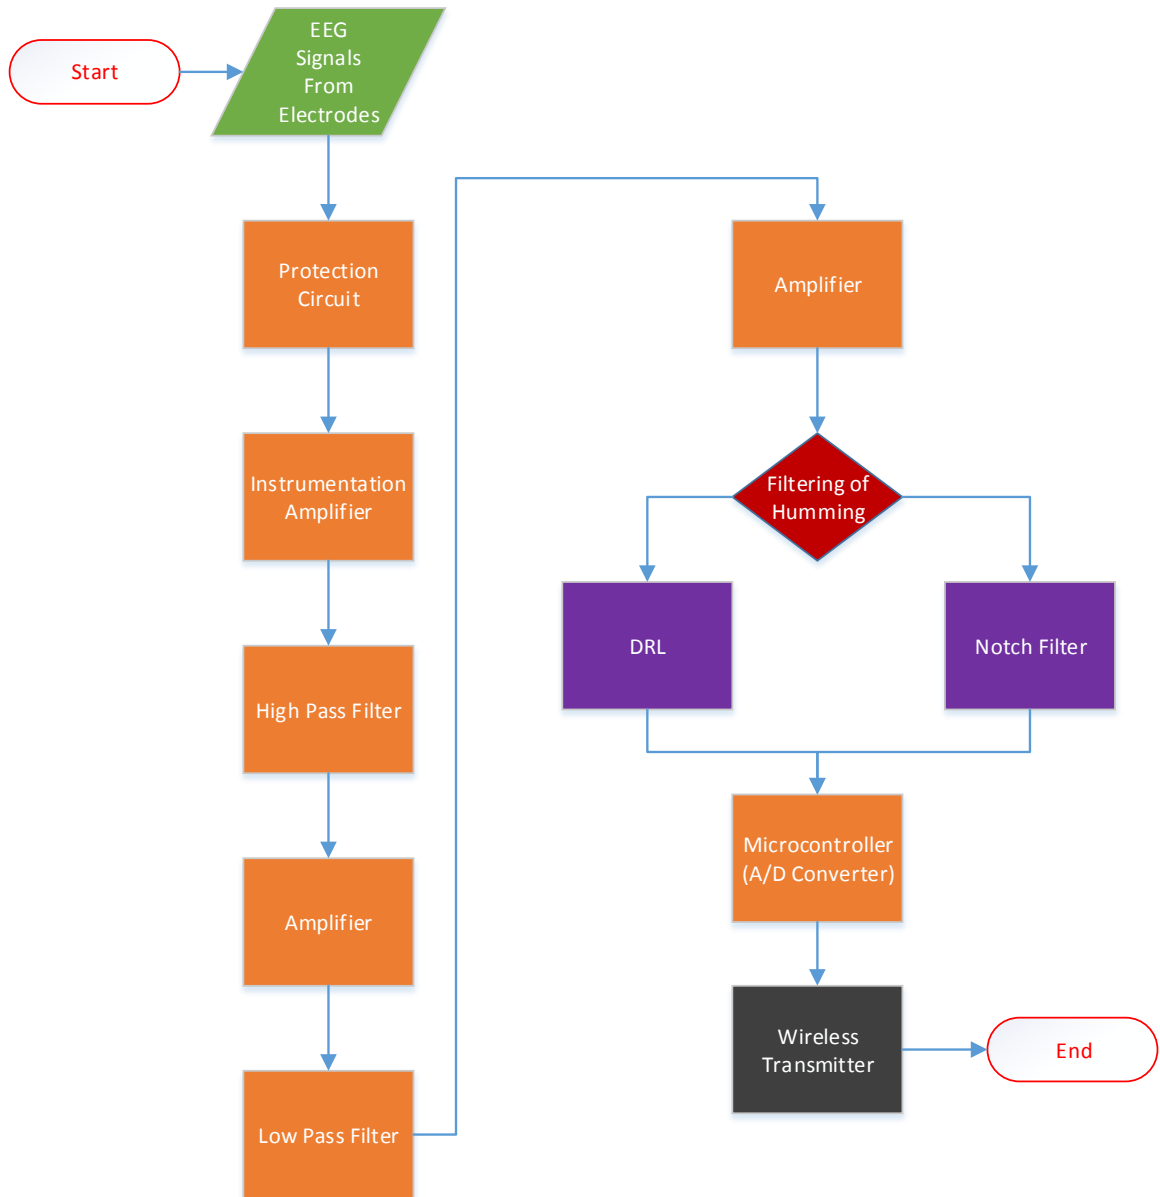 Start
EEG
Signals
From
Electrodes
Protection
Circuit
Instrumentation
Amplifier
High Pass Filter
Amplifier
Low Pass Filter
Amplifier
Filtering of
Humming
DRL
Notch Filter
Microcontroller
(A/D Converter)
Wireless
Transmitter
End